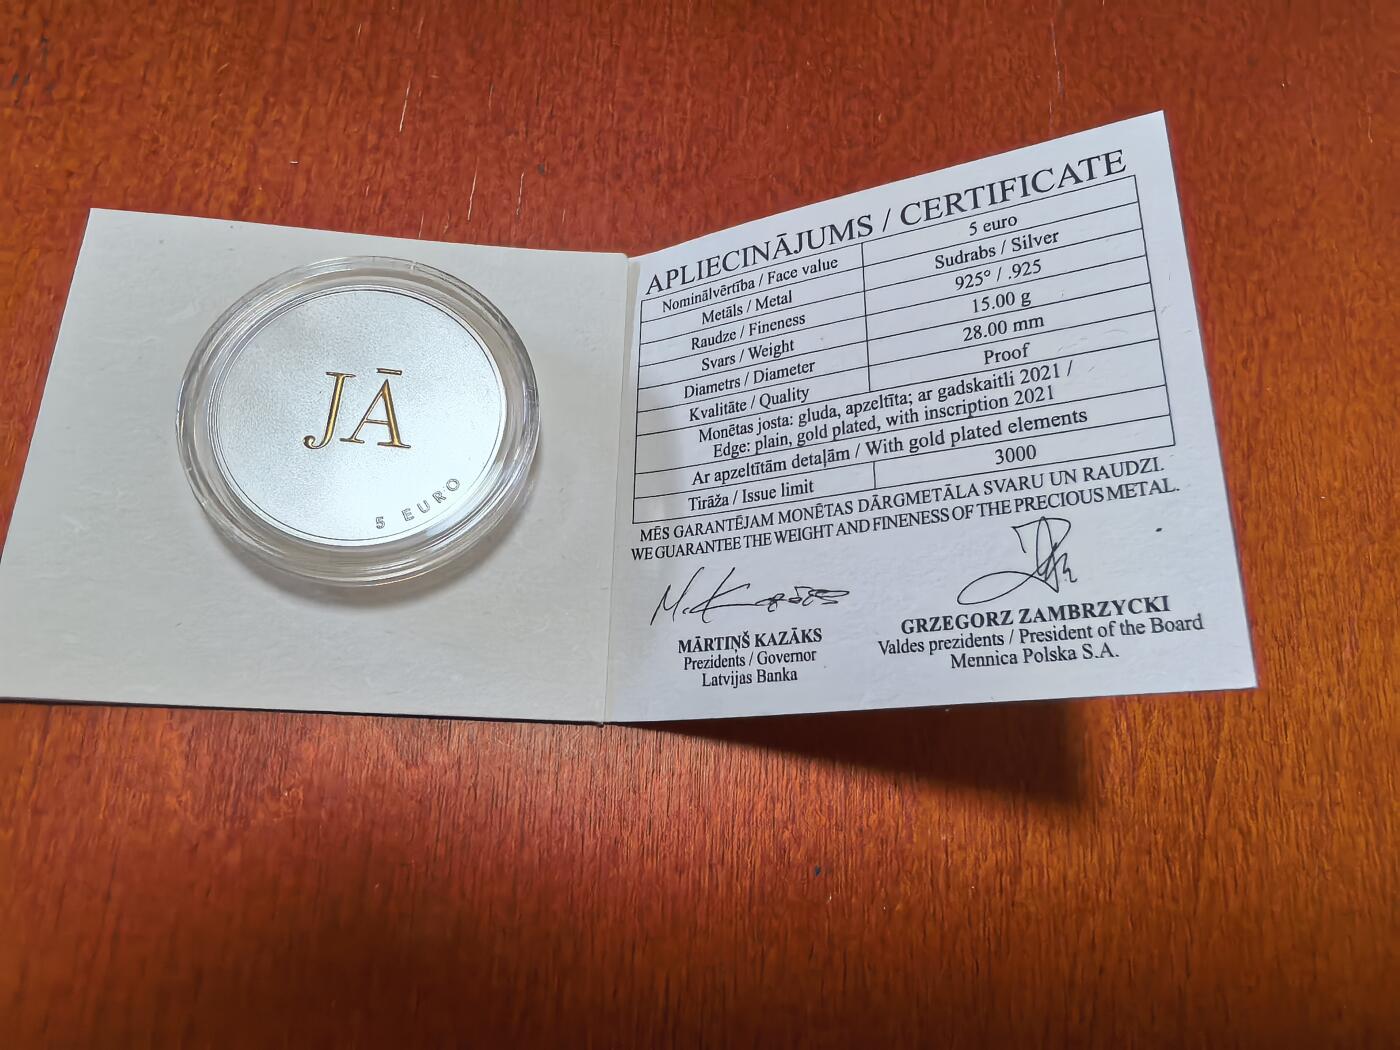 JĀ
5 EURO
APLIECINĀJUMS / CERTIFICATE
Nominālvērtība / Face value 5 euro
Metāls / Metal Sudrabs / Silver
Raudze / Fineness 925° / .925
Svars / Weight 15.00 g
Diametrs / Diameter 28.00 mm
Kvalitāte / Quality Proof
Monētas josta: gluda, apzeltīta; ar gadskaitli 2021 /
Edge: plain, gold plated, with inscription 2021
Ar apzeltītām detaļām / With gold plated elements
Tirāža / Issue limit 3000
MĒS GARANTĒJAM MONĒTAS DĀRGMETĀLA SVARU UN RAUDZI.
WE GUARANTEE THE WEIGHT AND FINENESS OF THE PRECIOUS METAL.
MĀRTIŅŠ KAZĀKS
Prezidents / Governor
Latvijas Banka
GRZEGORZ ZAMBRZYCKI
Valdes prezidents / President of the Board
Mennica Polska S.A.